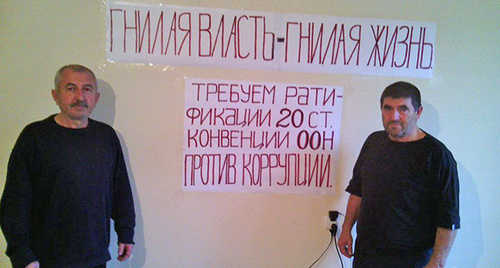 ГНИЛАЯ ВЛАСТЬ-ГНИЛАЯ ЖИЗНЬ.
ТРЕБУЕМ РАТИ-
ФИКАЦИИ 20 СТ.
КОНВЕНЦИИ ООН
ПРОТИВ КОРРУПЦИИ.